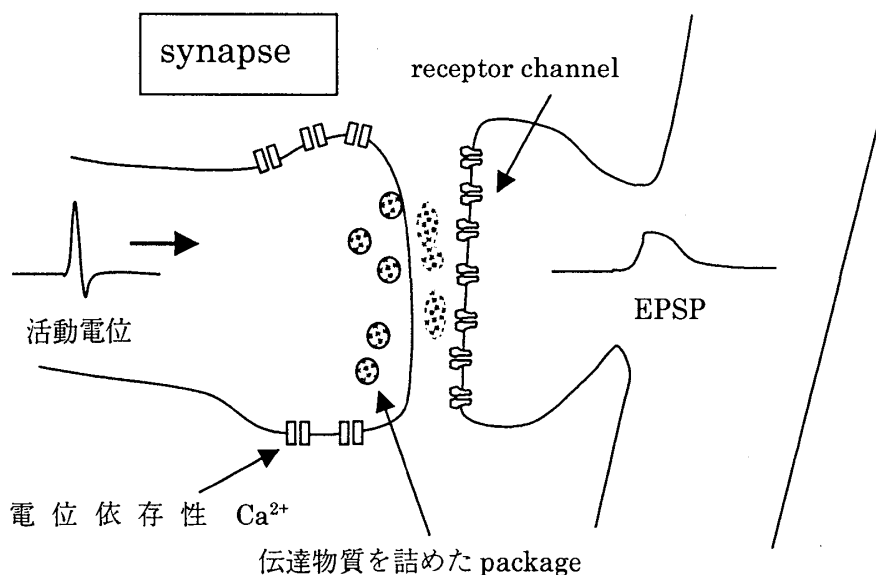 synapse
receptor channel
活動電位
EPSP
電位依存性 Ca²⁺
伝達物質を詰めた package